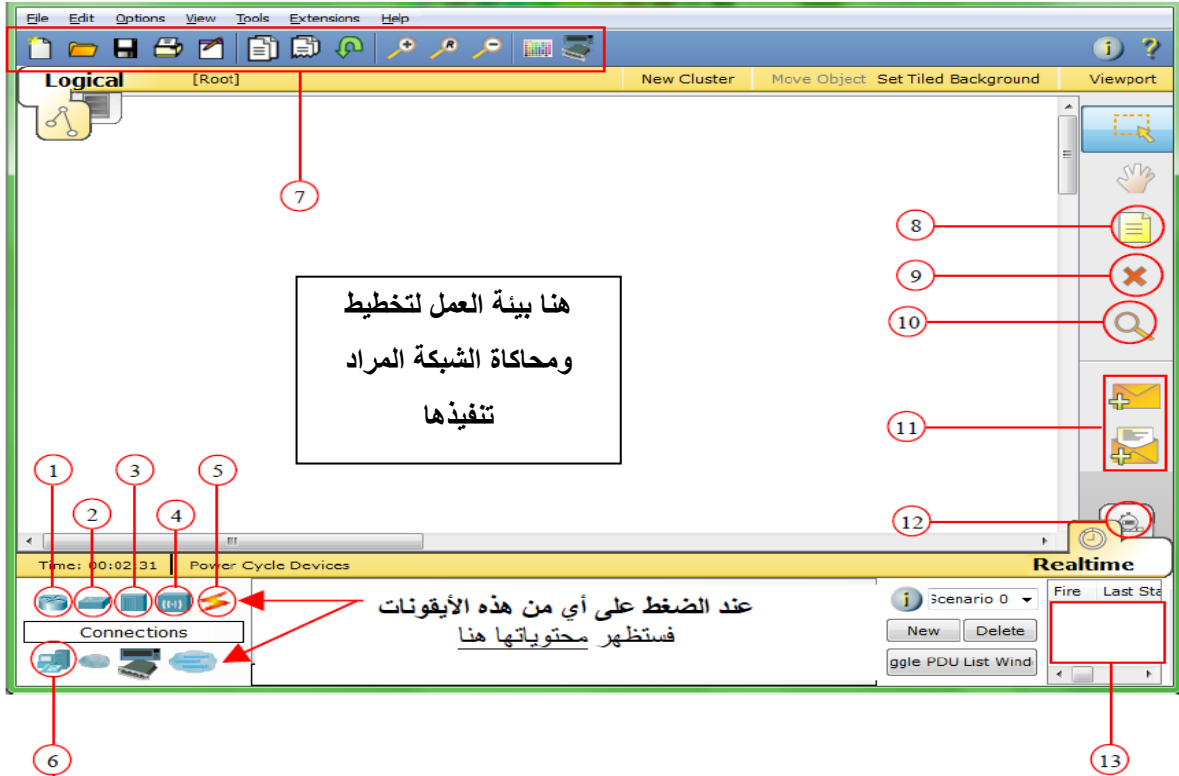 File Edit Options View Tools Extensions Help
Logical [Root] New Cluster Move Object Set Tiled Background Viewport
7
8
9
10
هنا بيئة العمل لتخطيط
ومحاكاة الشبكة المراد
تنفيذها
11
1 3 5
2 4
12
Time: 00:02:31 Power Cycle Devices Realtime
عند الضغط على أي من هذه الأيقونات
فستظهر محتوياتها هنا
Connections
Scenario 0
New Delete
ggle PDU List Wind
Fire Last Sta
6
13